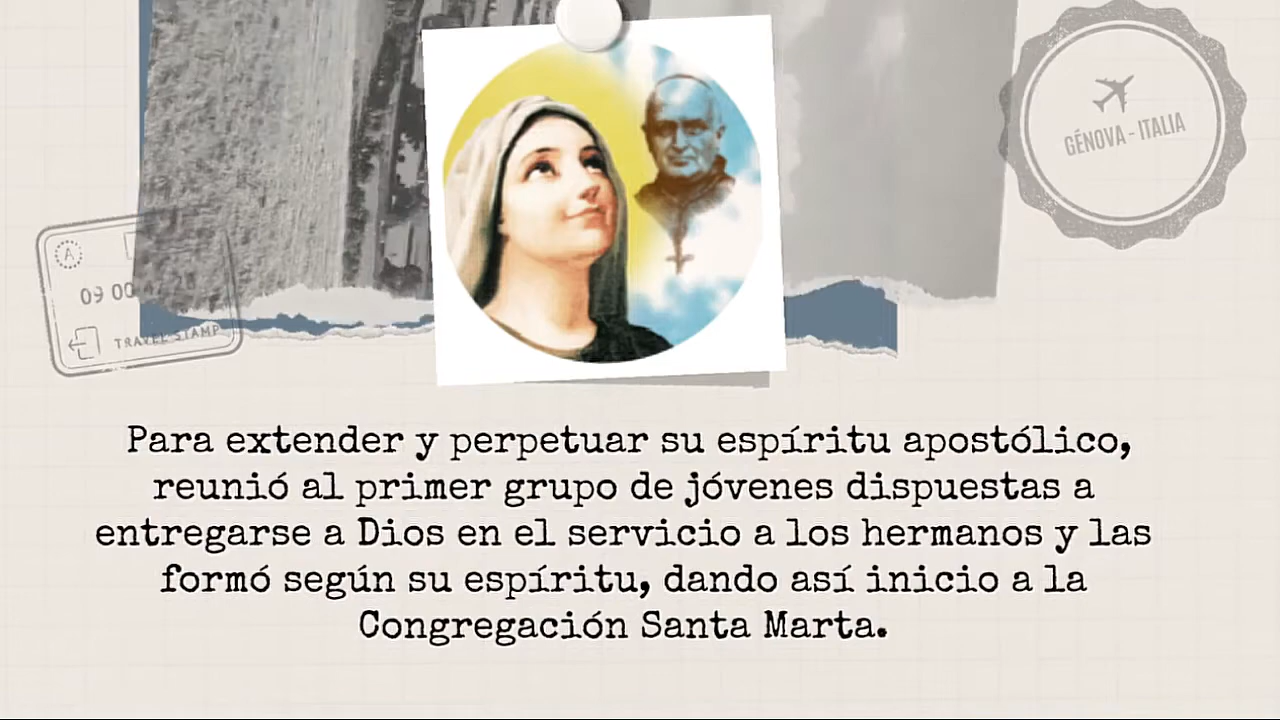 GÉNOVA - ITALIA
A
09 00
TRAVEL STAMP
Para extender y perpetuar su espíritu apostólico,
reunió al primer grupo de jóvenes dispuestas a
entregarse a Dios en el servicio a los hermanos y las
formó según su espíritu, dando así inicio a la
Congregación Santa Marta.